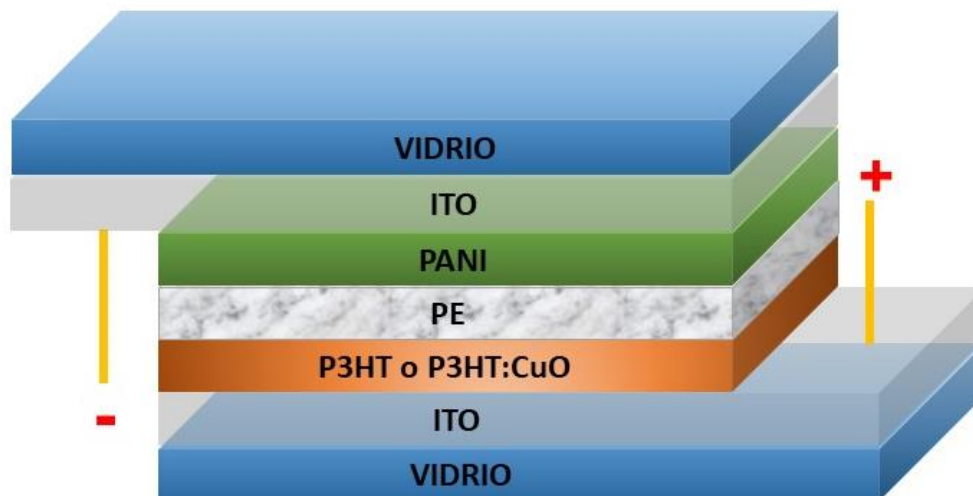 VIDRIO
ITO
+
PANI
PE
P3HT o P3HT:CuO
-
ITO
VIDRIO